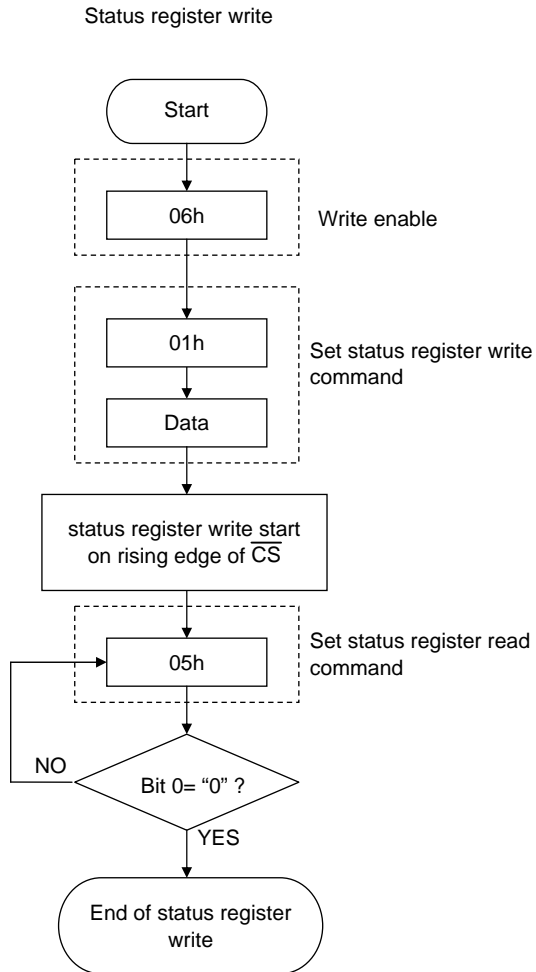 Status register write
Start
06h
Write enable
01h
Set status register write
command
Data
status register write start
on rising edge of C̅S̅
05h
Set status register read
command
NO
Bit 0= “0” ?
YES
End of status register
write